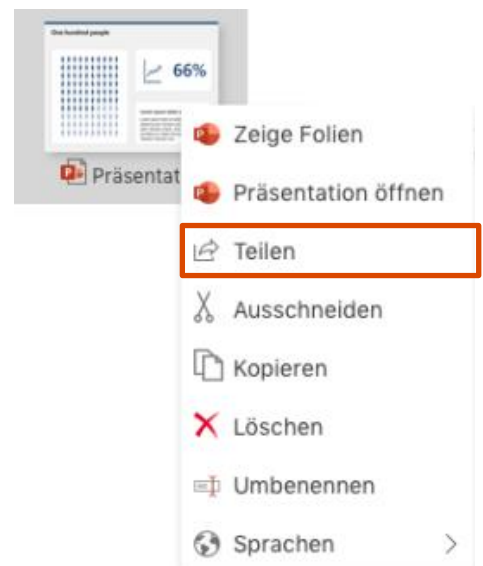 One hundred people
66%
Präsentat
Zeige Folien
Präsentation öffnen
Teilen
Ausschneiden
Kopieren
Löschen
Umbenennen
Sprachen